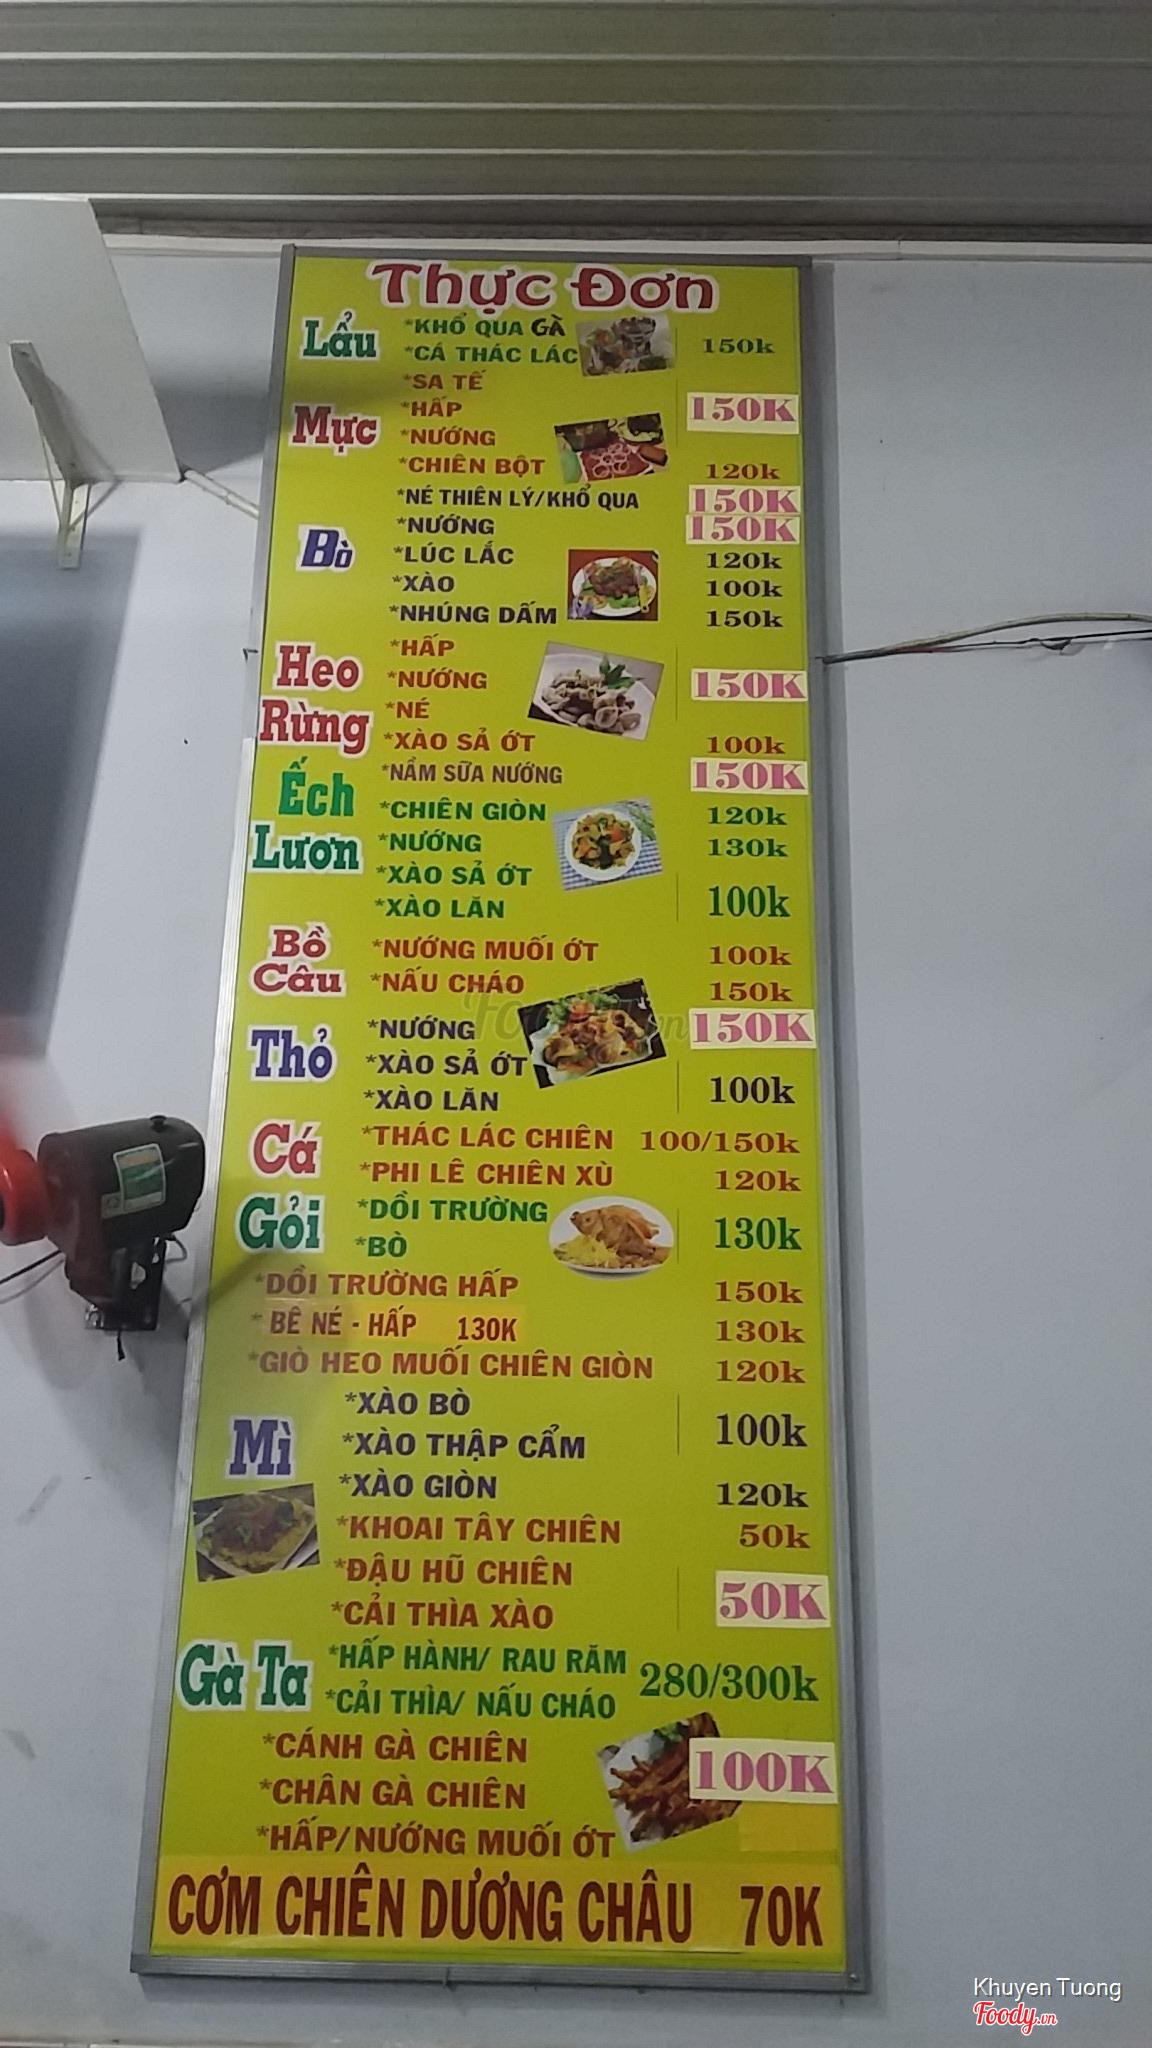 Thực Đơn
Lẩu
*KHỔ QUA GÀ
*CÁ THÁC LÁC
150k
Mực
*SA TẾ
*HẤP
*NƯỚNG
150K
*CHIÊN BỘT 120k
Bò
*NÉ THIÊN LÝ/KHỔ QUA 150K
*NƯỚNG 150K
*LÚC LẮC 120k
*XÀO 100k
*NHÚNG DẤM 150k
Heo
Rừng
*HẤP
*NƯỚNG
*NÉ
150K
*XÀO SẢ ỚT 100k
*NẦM SỮA NƯỚNG 150K
Ếch
Lươn
*CHIÊN GIÒN 120k
*NƯỚNG 130k
*XÀO SẢ ỚT
*XÀO LĂN
100k
Bồ
Câu
*NƯỚNG MUỐI ỚT 100k
*NẤU CHÁO 150k
Thỏ
*NƯỚNG 150K
*XÀO SẢ ỚT
*XÀO LĂN
100k
Cá
*THÁC LÁC CHIÊN 100/150k
*PHI LÊ CHIÊN XÙ 120k
Gỏi
*DỒI TRƯỜNG
*BÒ
130k
*DỒI TRƯỜNG HẤP 150k
*BÊ NÉ - HẤP 130K 130k
*GIÒ HEO MUỐI CHIÊN GIÒN 120k
Mì
*XÀO BÒ
*XÀO THẬP CẨM
100k
*XÀO GIÒN 120k
*KHOAI TÂY CHIÊN 50k
*ĐẬU HŨ CHIÊN
*CẢI THÌA XÀO
50K
Gà Ta
*HẤP HÀNH/ RAU RĂM
*CẢI THÌA/ NẤU CHÁO
280/300k
*CÁNH GÀ CHIÊN
*CHÂN GÀ CHIÊN
*HẤP/NƯỚNG MUỐI ỚT
100K
CƠM CHIÊN DƯƠNG CHÂU 70K
Khuyen Tuong
Foody.vn